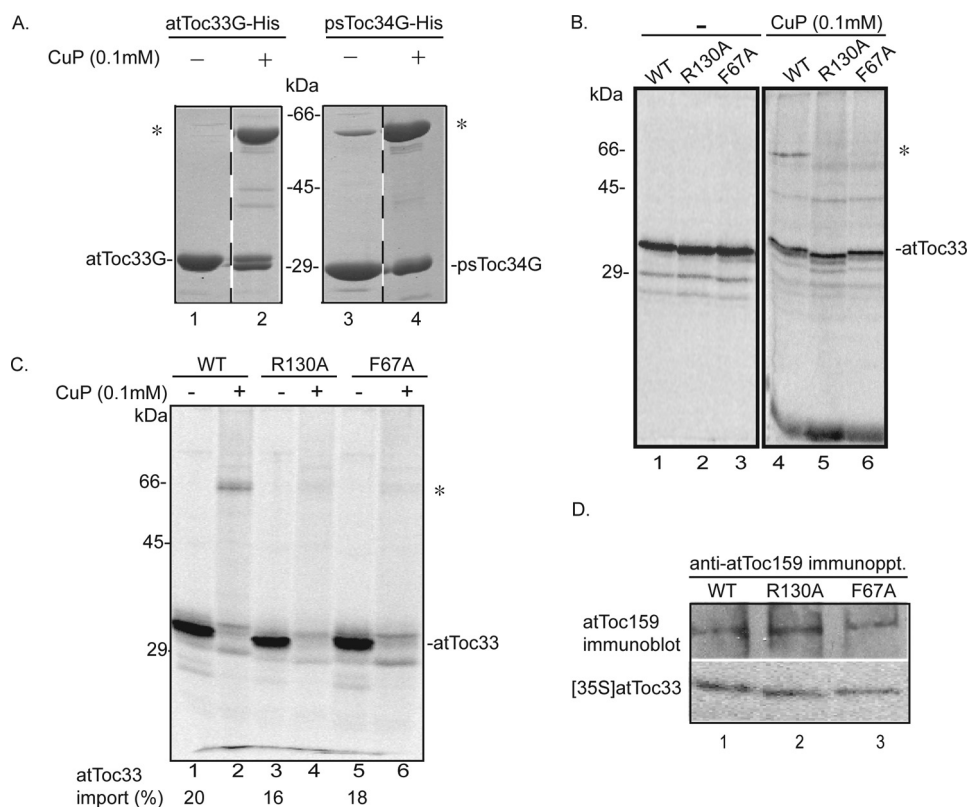 A.
atToc33G-His psToc34G-His
CuP (0.1mM) – + – +
kDa
* -66- *
-45-
atToc33G- -29- -psToc34G
1 2 3 4
B.
- CuP (0.1mM)
WT R130A F67A WT R130A F67A
kDa
66- *
45-
-atToc33
29-
1 2 3 4 5 6
C.
WT R130A F67A
CuP (0.1mM) - + - + - +
kDa
66- *
45-
29 -atToc33
atToc33 1 2 3 4 5 6
import (%) 20 16 18
D.
anti-atToc159 immunoppt.
WT R130A F67A
atToc159
immunoblot
[35S]atToc33
1 2 3